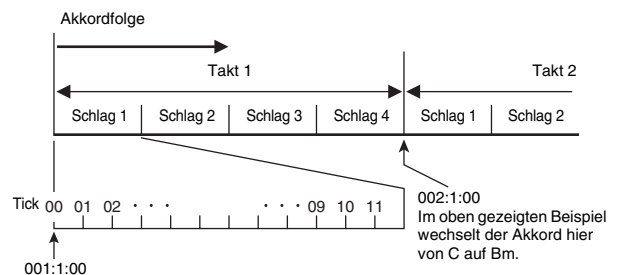 Akkordfolge
Takt 1
Takt 2
Schlag 1
Schlag 2
Schlag 3
Schlag 4
Schlag 1
Schlag 2
Tick 00 01 02 · · · · · · 09 10 11
001:1:00
002:1:00
Im oben gezeigten Beispiel
wechselt der Akkord hier
von C auf Bm.